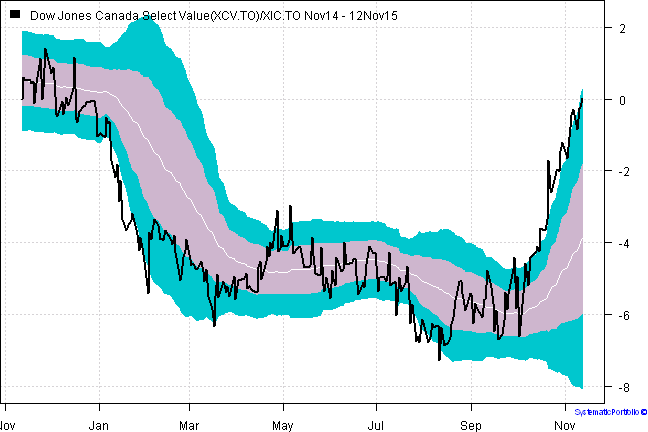 Dow Jones Canada Select Value(XCV.TO)/XIC.TO Nov14 - 12Nov15
2
0
-2
-4
-6
-8
SystematicPortfolio ©
Nov Jan Mar May Jul Sep Nov